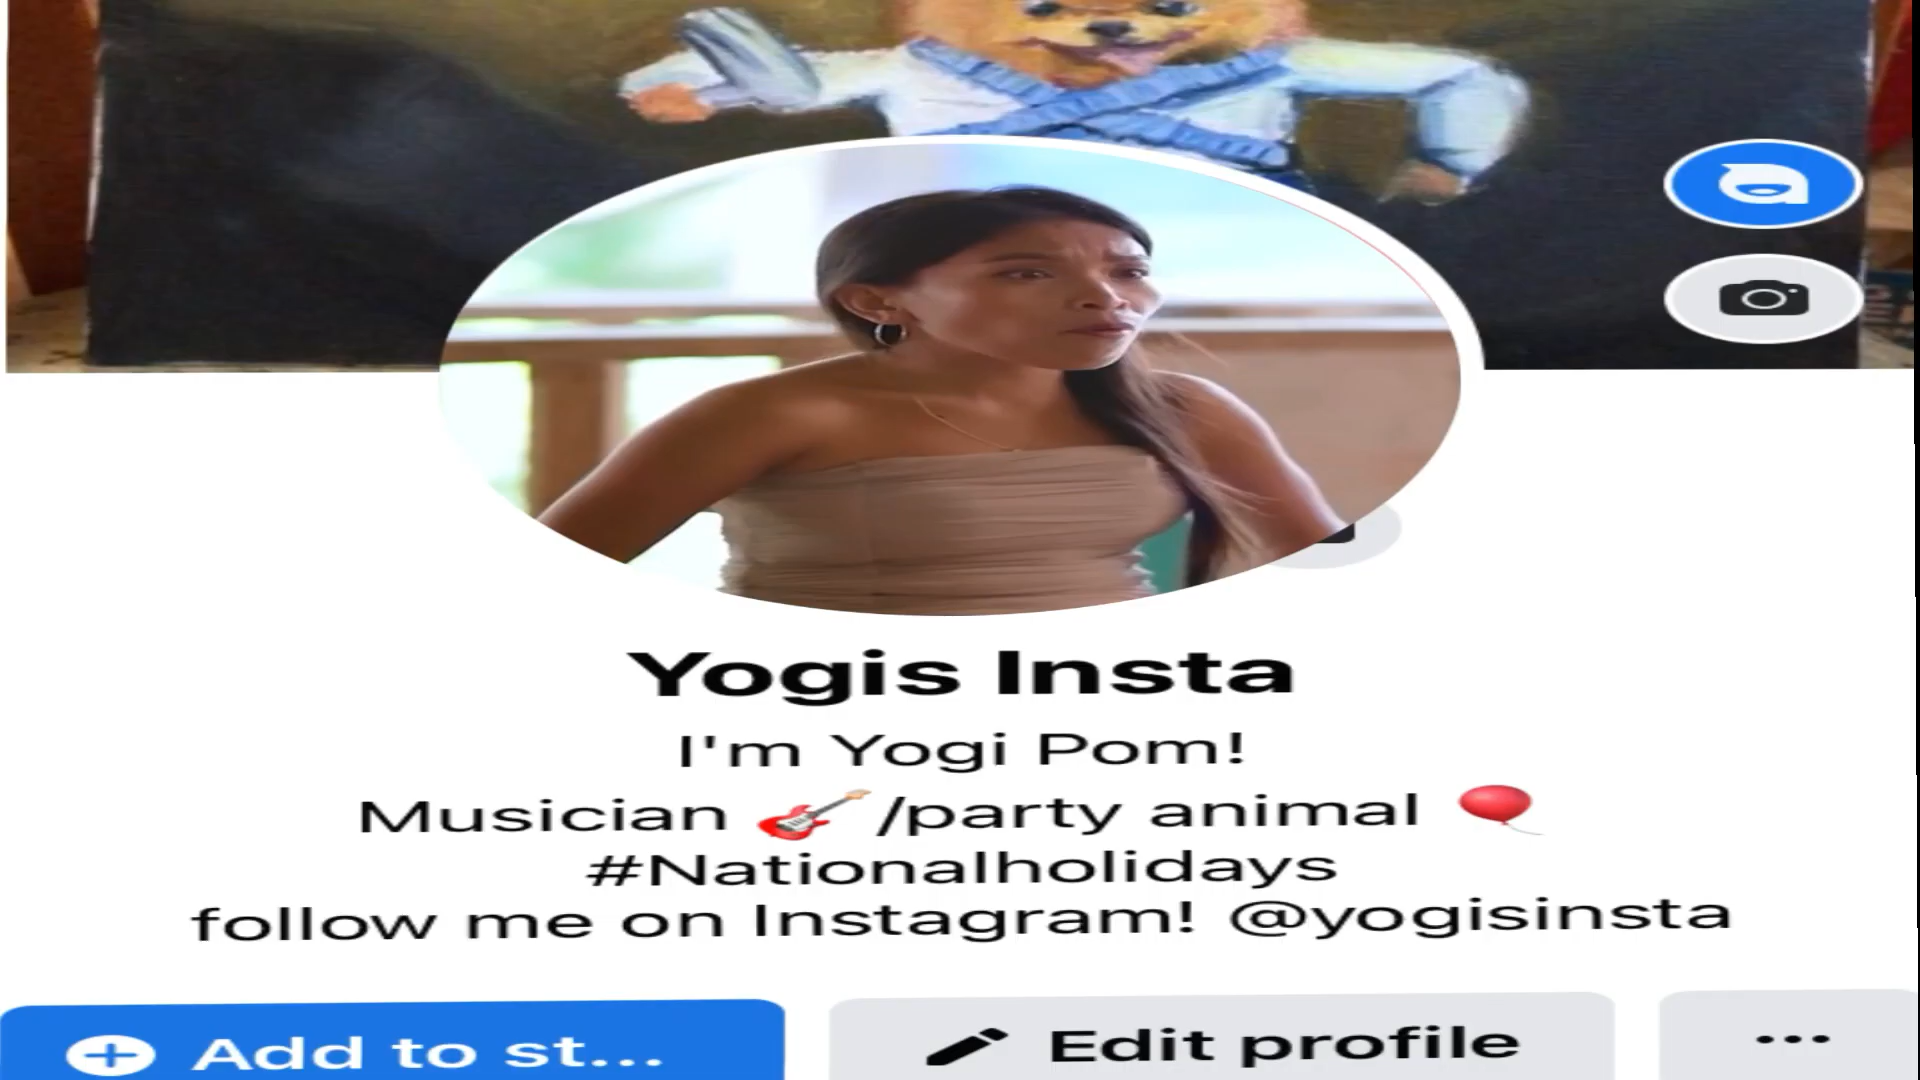 Yogis Insta
I'm Yogi Pom!
Musician 🎸/party animal 🎈
#Nationalholidays
follow me on Instagram! @yogisinsta
Add to st...
Edit profile
...